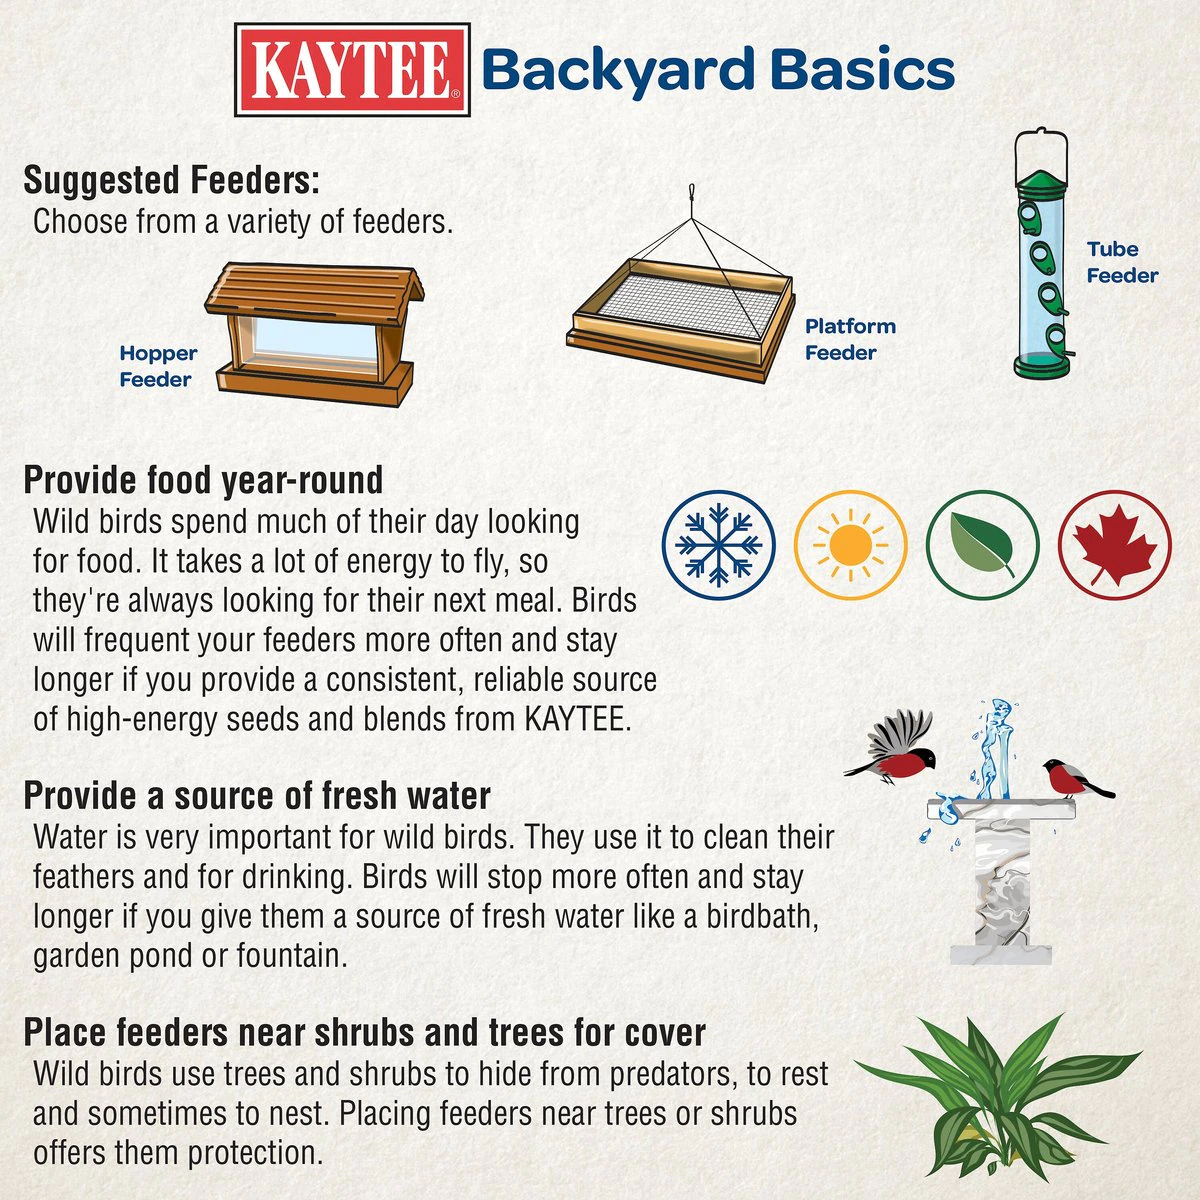 KAYTEE® Backyard Basics
Suggested Feeders:
Choose from a variety of feeders.
Hopper
Feeder
Platform
Feeder
Tube
Feeder
Provide food year-round
Wild birds spend much of their day looking
for food. It takes a lot of energy to fly, so
they're always looking for their next meal. Birds
will frequent your feeders more often and stay
longer if you provide a consistent, reliable source
of high-energy seeds and blends from KAYTEE.
Provide a source of fresh water
Water is very important for wild birds. They use it to clean their
feathers and for drinking. Birds will stop more often and stay
longer if you give them a source of fresh water like a birdbath,
garden pond or fountain.
Place feeders near shrubs and trees for cover
Wild birds use trees and shrubs to hide from predators, to rest
and sometimes to nest. Placing feeders near trees or shrubs
offers them protection.